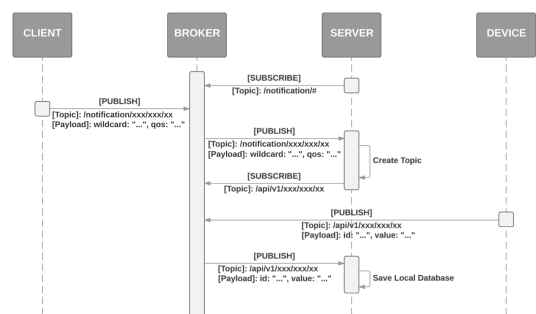 CLIENT
BROKER
SERVER
DEVICE
[SUBSCRIBE]
[Topic]: /notification/#
[PUBLISH]
[Topic]: /notification/xxx/xxx/xx
[Payload]: wildcard: "...", qos: "..."
[PUBLISH]
[Topic]: /notification/xxx/xxx/xx
[Payload]: wildcard: "...", qos: "..."
Create Topic
[SUBSCRIBE]
[Topic]: /api/v1/xxx/xxx/xx
[PUBLISH]
[Topic]: /api/v1/xxx/xxx/xx
[Payload]: id: "...", value: "..."
[PUBLISH]
[Topic]: /api/v1/xxx/xxx/xx
[Payload]: id: "...", value: "..."
Save Local Database